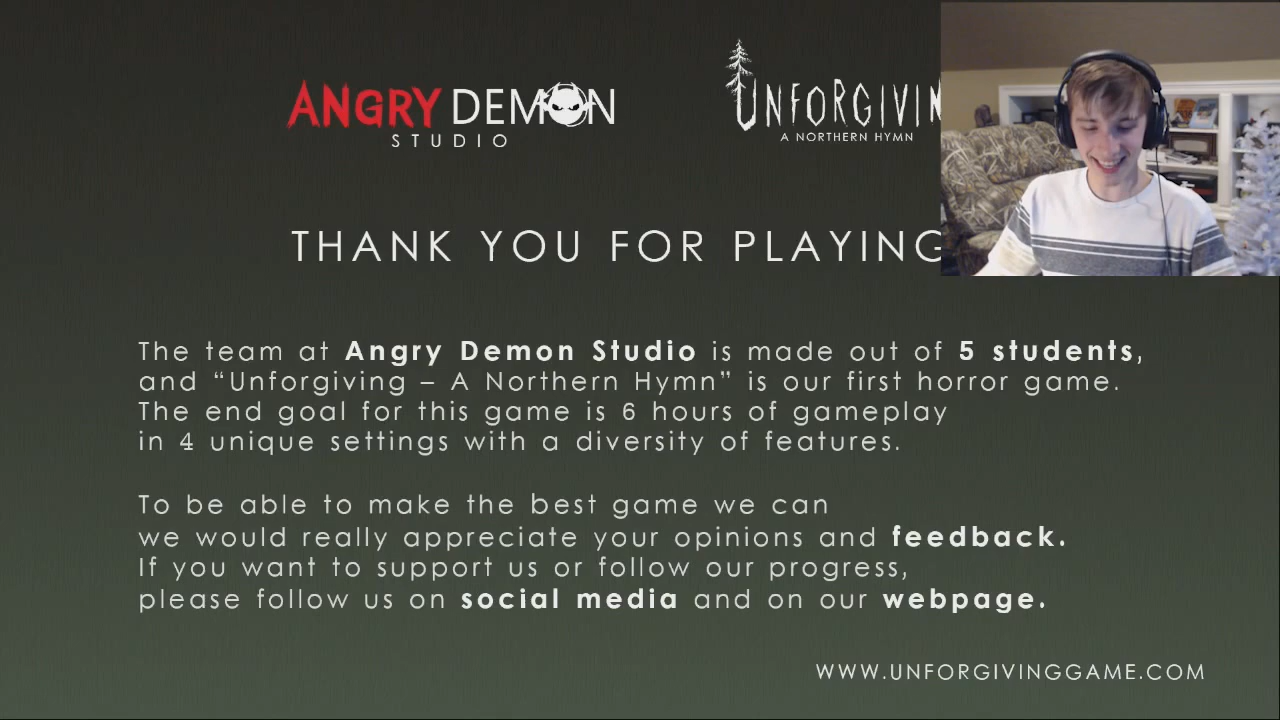 ANGRY DEMON
STUDIO
UNFORGIVIN
A NORTHERN HYMN
THANK YOU FOR PLAYING
The team at Angry Demon Studio is made out of 5 students,
and “Unforgiving – A Northern Hymn” is our first horror game.
The end goal for this game is 6 hours of gameplay
in 4 unique settings with a diversity of features.
To be able to make the best game we can
we would really appreciate your opinions and feedback.
If you want to support us or follow our progress,
please follow us on social media and on our webpage.
WWW.UNFORGIVINGGAME.COM